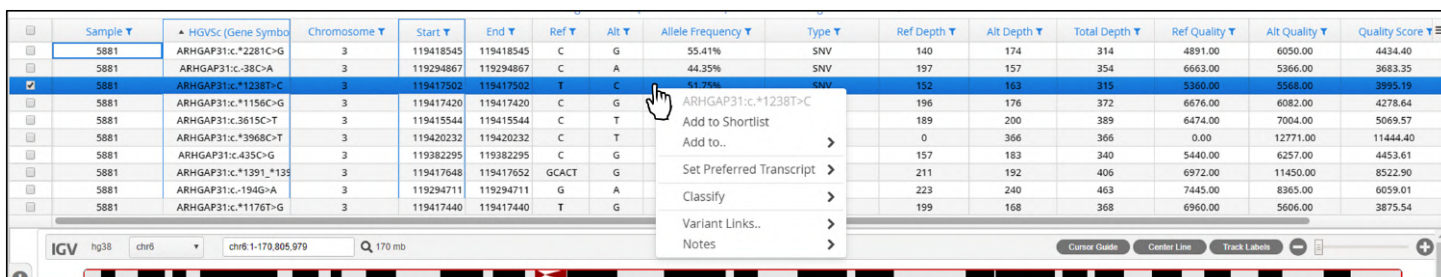 Sample ▲ HGVSc (Gene Symbo Chromosome Start End Ref Alt Allele Frequency Type Ref Depth Alt Depth Total Depth Ref Quality Alt Quality Quality Score
5881 ARHGAP31:c.*2281C>G 3 119418545 119418545 C G 55.41% SNV 140 174 314 4891.00 6050.00 4434.40
5881 ARHGAP31:c.-38C>A 3 119294867 119294867 C A 44.35% SNV 197 157 354 6663.00 5366.00 3683.35
5881 ARHGAP31:c.*1238T>C 3 119417502 119417502 T C 51.75% SNV 152 163 315 5360.00 5568.00 3995.19
5881 ARHGAP31:c.*1156C>G 3 119417420 119417420 C G ARHGAP31:c.*1238T>C 196 176 372 6676.00 6082.00 4278.64
5881 ARHGAP31:c.3615C>T 3 119415544 119415544 C T Add to Shortlist 189 200 389 6474.00 7004.00 5069.57
5881 ARHGAP31:c.*3968C>T 3 119420232 119420232 C T Add to.. 0 366 366 0.00 12771.00 11444.40
5881 ARHGAP31:c.435C>G 3 119382295 119382295 C G 157 183 340 5440.00 6257.00 4453.61
5881 ARHGAP31:c.*1391_*139 3 119417648 119417652 GCACT G Set Preferred Transcript 211 192 406 6972.00 11450.00 8522.90
5881 ARHGAP31:c.-194G>A 3 119294711 119294711 G A Classify 223 240 463 7445.00 8365.00 6059.01
5881 ARHGAP31:c.*1176T>G 3 119417440 119417440 T G 199 168 368 6960.00 5606.00 3875.54
Variant Links..
IGV hg38 chr6 chr6:1-170,805,979 170 mb Notes Cursor Guide Center Line Track Labels